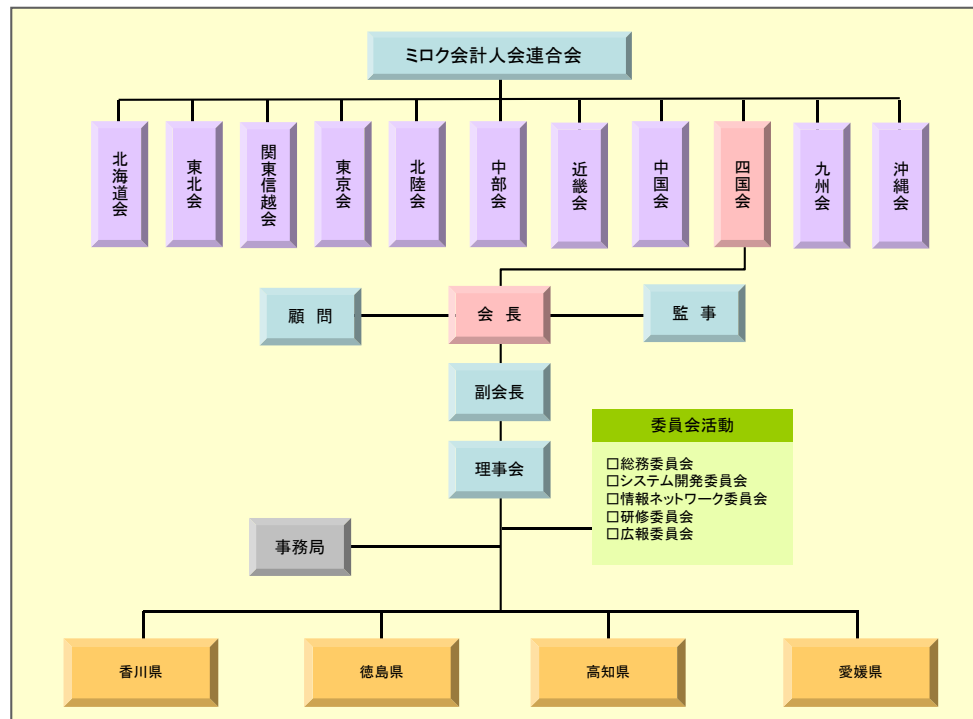 ミロク会計人会連合会
北海道会
東北会
関東信越会
東京会
北陸会
中部会
近畿会
中国会
四国会
九州会
沖縄会
顧 問
会 長
監 事
副会長
理事会
委員会活動
□総務委員会
□システム開発委員会
□情報ネットワーク委員会
□研修委員会
□広報委員会
事務局
香川県
徳島県
高知県
愛媛県